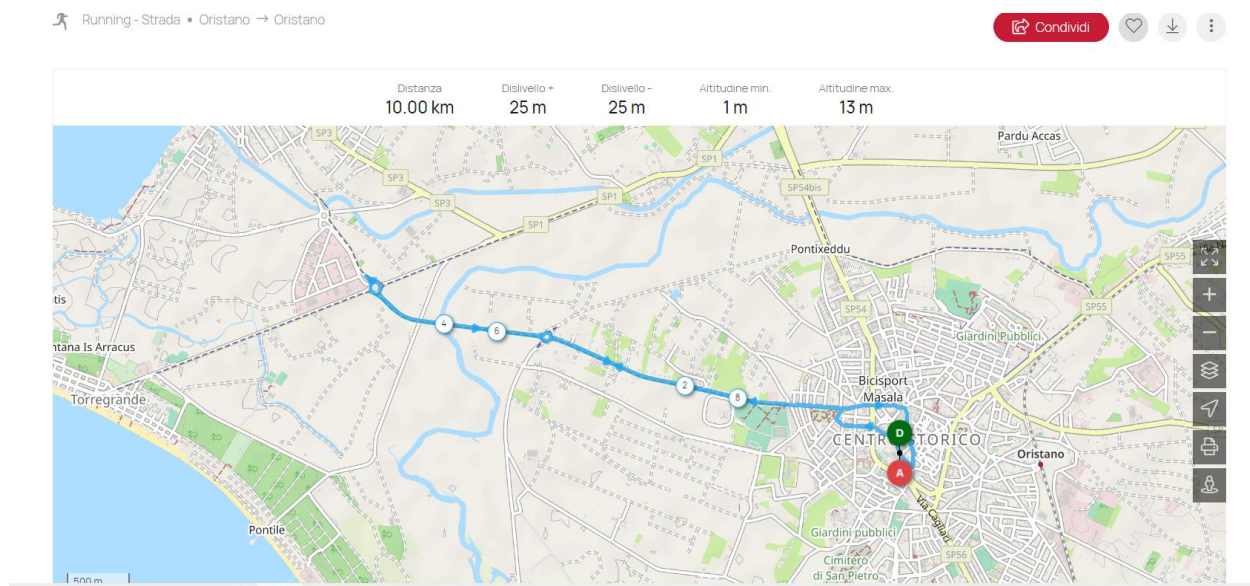 Running - Strada • Oristano → Oristano
Condividi
Distanza
10.00 km
Dislivello +
25 m
Dislivello -
25 m
Altitudine min.
1 m
Altitudine max.
13 m
SP3
Pardu Accas
SP1
SP3
SP54bis
SP3
SP1
SP1
Pontixeddu
SP55
SP54
SP55
Giardini Pubblici
4
6
Torregrande
2
8
Bicisport
Masala
D
Oristano
A
Via Cagliari
Pontile
Giardini pubblici
SP56
Cimitero
di San Pietro
500 m